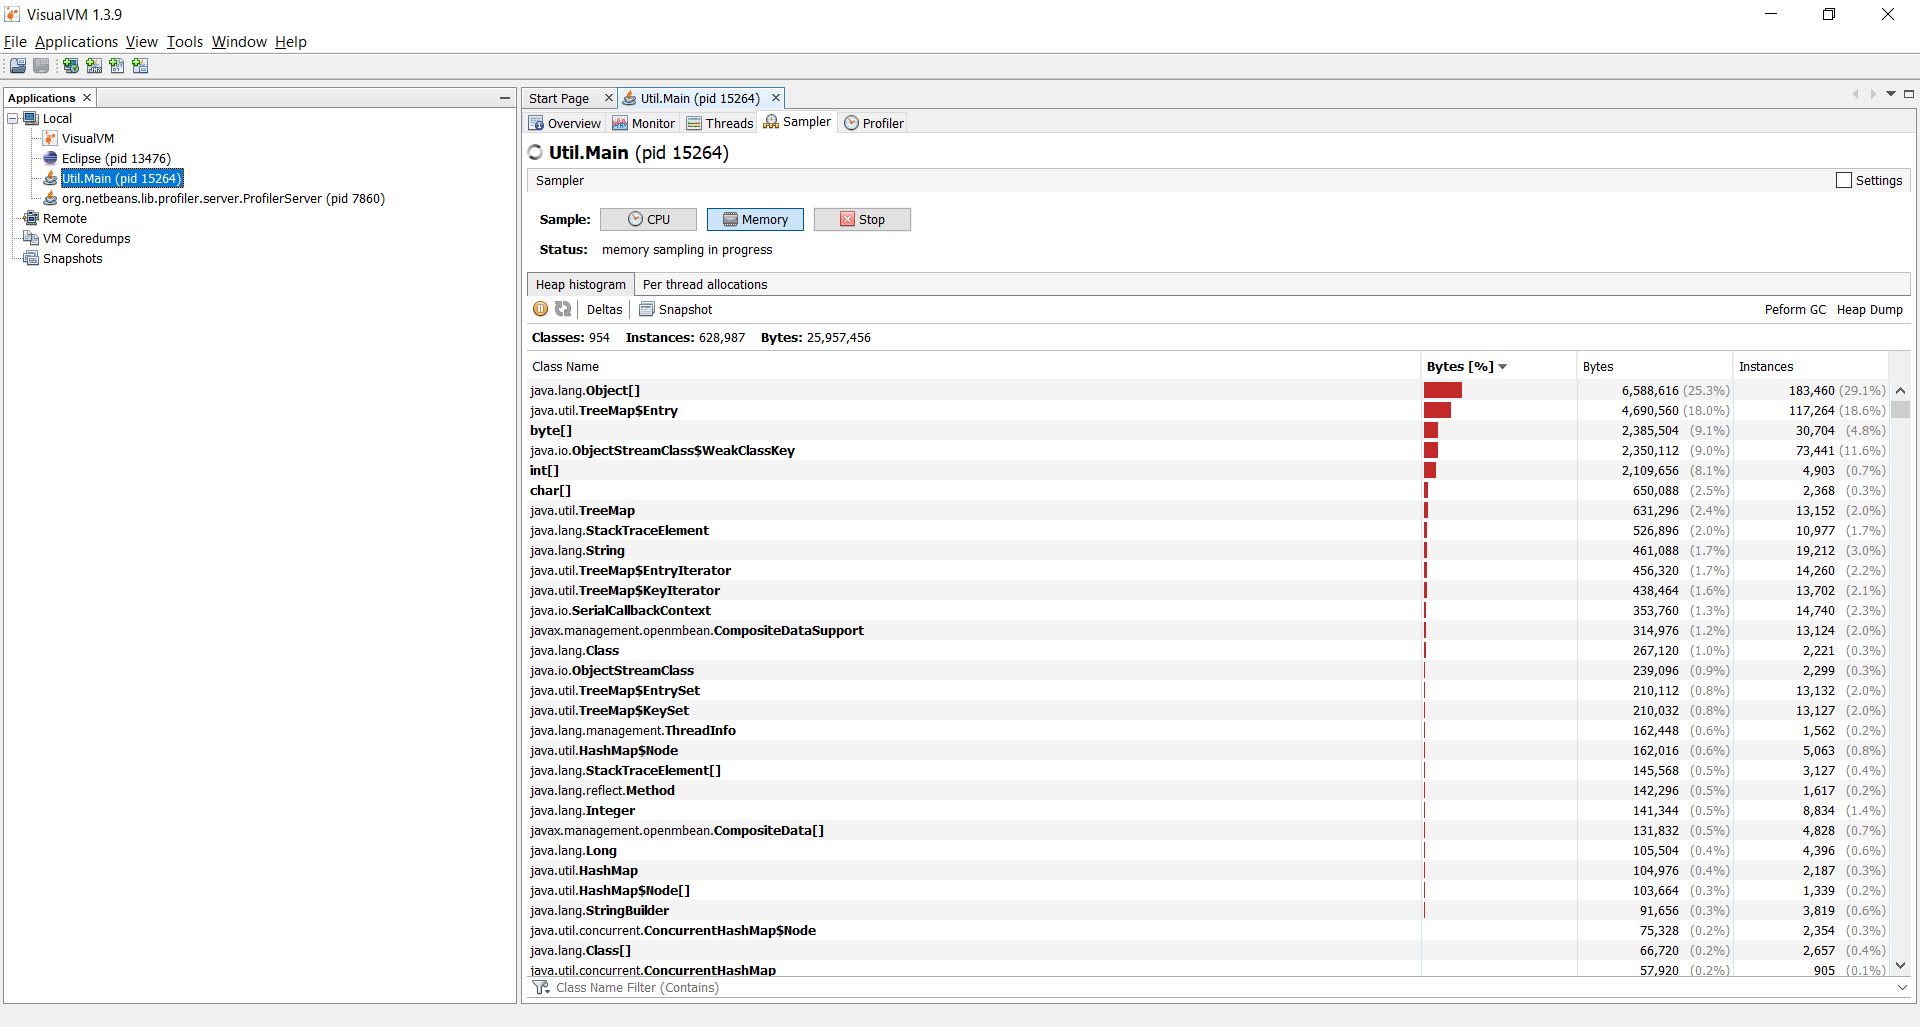 VisualVM 1.3.9
File Applications View Tools Window Help
Applications
Local
VisualVM
Eclipse (pid 13476)
Util.Main (pid 15264)
org.netbeans.lib.profiler.server.ProfilerServer (pid 7860)
Remote
VM Coredumps
Snapshots
Start Page Util.Main (pid 15264)
Overview Monitor Threads Sampler Profiler
Util.Main (pid 15264)
Sampler Settings
Sample: CPU Memory Stop
Status: memory sampling in progress
Heap histogram Per thread allocations
Deltas Snapshot Peform GC Heap Dump
Classes: 954 Instances: 628,987 Bytes: 25,957,456
Class Name Bytes [%] Bytes Instances
java.lang.Object[] 6,588,616 (25.3%) 183,460 (29.1%)
java.util.TreeMap$Entry 4,690,560 (18.0%) 117,264 (18.6%)
byte[] 2,385,504 (9.1%) 30,704 (4.8%)
java.io.ObjectStreamClass$WeakClassKey 2,350,112 (9.0%) 73,441 (11.6%)
int[] 2,109,656 (8.1%) 4,903 (0.7%)
char[] 650,088 (2.5%) 2,368 (0.3%)
java.util.TreeMap 631,296 (2.4%) 13,152 (2.0%)
java.lang.StackTraceElement 526,896 (2.0%) 10,977 (1.7%)
java.lang.String 461,088 (1.7%) 19,212 (3.0%)
java.util.TreeMap$EntryIterator 456,320 (1.7%) 14,260 (2.2%)
java.util.TreeMap$KeyIterator 438,464 (1.6%) 13,702 (2.1%)
java.io.SerialCallbackContext 353,760 (1.3%) 14,740 (2.3%)
javax.management.openmbean.CompositeDataSupport 314,976 (1.2%) 13,124 (2.0%)
java.lang.Class 267,120 (1.0%) 2,221 (0.3%)
java.io.ObjectStreamClass 239,096 (0.9%) 2,299 (0.3%)
java.util.TreeMap$EntrySet 210,112 (0.8%) 13,132 (2.0%)
java.util.TreeMap$KeySet 210,032 (0.8%) 13,127 (2.0%)
java.lang.management.ThreadInfo 162,448 (0.6%) 1,562 (0.2%)
java.util.HashMap$Node 162,016 (0.6%) 5,063 (0.8%)
java.lang.StackTraceElement[] 145,568 (0.5%) 3,127 (0.4%)
java.lang.reflect.Method 142,296 (0.5%) 1,617 (0.2%)
java.lang.Integer 141,344 (0.5%) 8,834 (1.4%)
javax.management.openmbean.CompositeData[] 131,832 (0.5%) 4,828 (0.7%)
java.lang.Long 105,504 (0.4%) 4,396 (0.6%)
java.util.HashMap 104,976 (0.4%) 2,187 (0.3%)
java.util.HashMap$Node[] 103,664 (0.3%) 1,339 (0.2%)
java.lang.StringBuilder 91,656 (0.3%) 3,819 (0.6%)
java.util.concurrent.ConcurrentHashMap$Node 75,328 (0.2%) 2,354 (0.3%)
java.lang.Class[] 66,720 (0.2%) 2,657 (0.4%)
java.util.concurrent.ConcurrentHashMap 57,920 (0.2%) 905 (0.1%)
Class Name Filter (Contains)